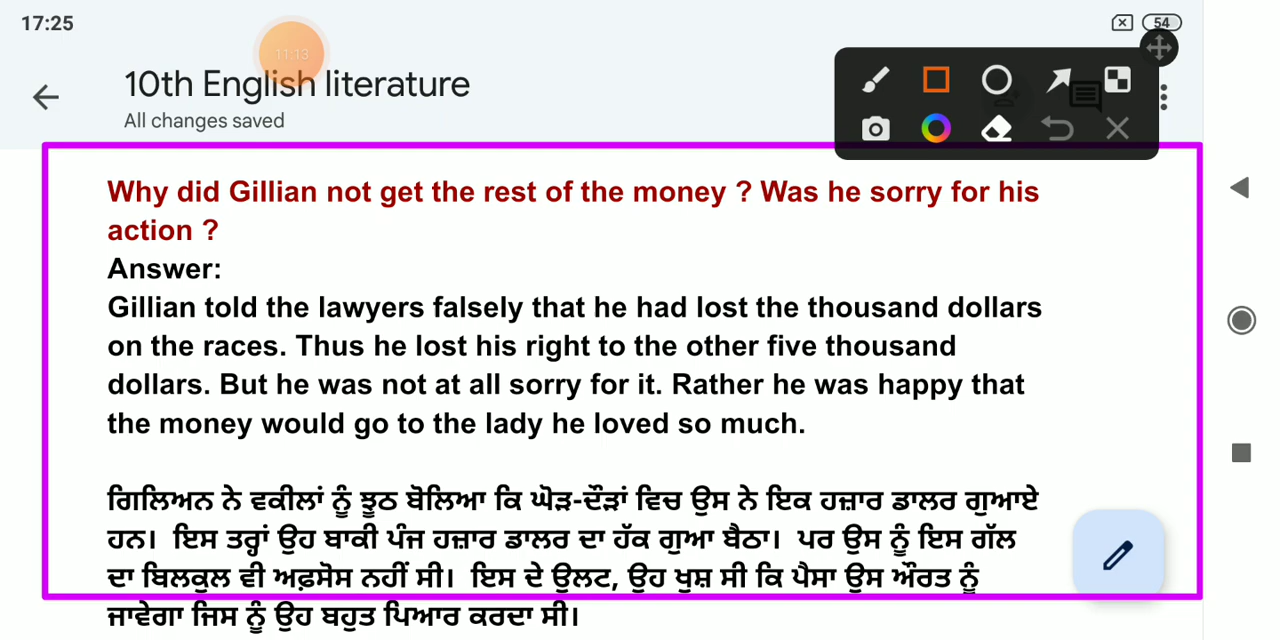 17:25
54
11:13
10th English literature
All changes saved
Why did Gillian not get the rest of the money ? Was he sorry for his
action ?
Answer:
Gillian told the lawyers falsely that he had lost the thousand dollars
on the races. Thus he lost his right to the other five thousand
dollars. But he was not at all sorry for it. Rather he was happy that
the money would go to the lady he loved so much.
ਗਿਲਿਅਨ ਨੇ ਵਕੀਲਾਂ ਨੂੰ ਝੂਠ ਬੋਲਿਆ ਕਿ ਘੋੜ-ਦੌੜਾਂ ਵਿਚ ਉਸ ਨੇ ਇਕ ਹਜ਼ਾਰ ਡਾਲਰ ਗੁਆਏ
ਹਨ। ਇਸ ਤਰ੍ਹਾਂ ਉਹ ਬਾਕੀ ਪੰਜ ਹਜ਼ਾਰ ਡਾਲਰ ਦਾ ਹੱਕ ਗੁਆ ਬੈਠਾ। ਪਰ ਉਸ ਨੂੰ ਇਸ ਗੱਲ
ਦਾ ਬਿਲਕੁਲ ਵੀ ਅਫ਼ਸੋਸ ਨਹੀਂ ਸੀ। ਇਸ ਦੇ ਉਲਟ, ਉਹ ਖੁਸ਼ ਸੀ ਕਿ ਪੈਸਾ ਉਸ ਔਰਤ ਨੂੰ
ਜਾਵੇਗਾ ਜਿਸ ਨੂੰ ਉਹ ਬਹੁਤ ਪਿਆਰ ਕਰਦਾ ਸੀ।